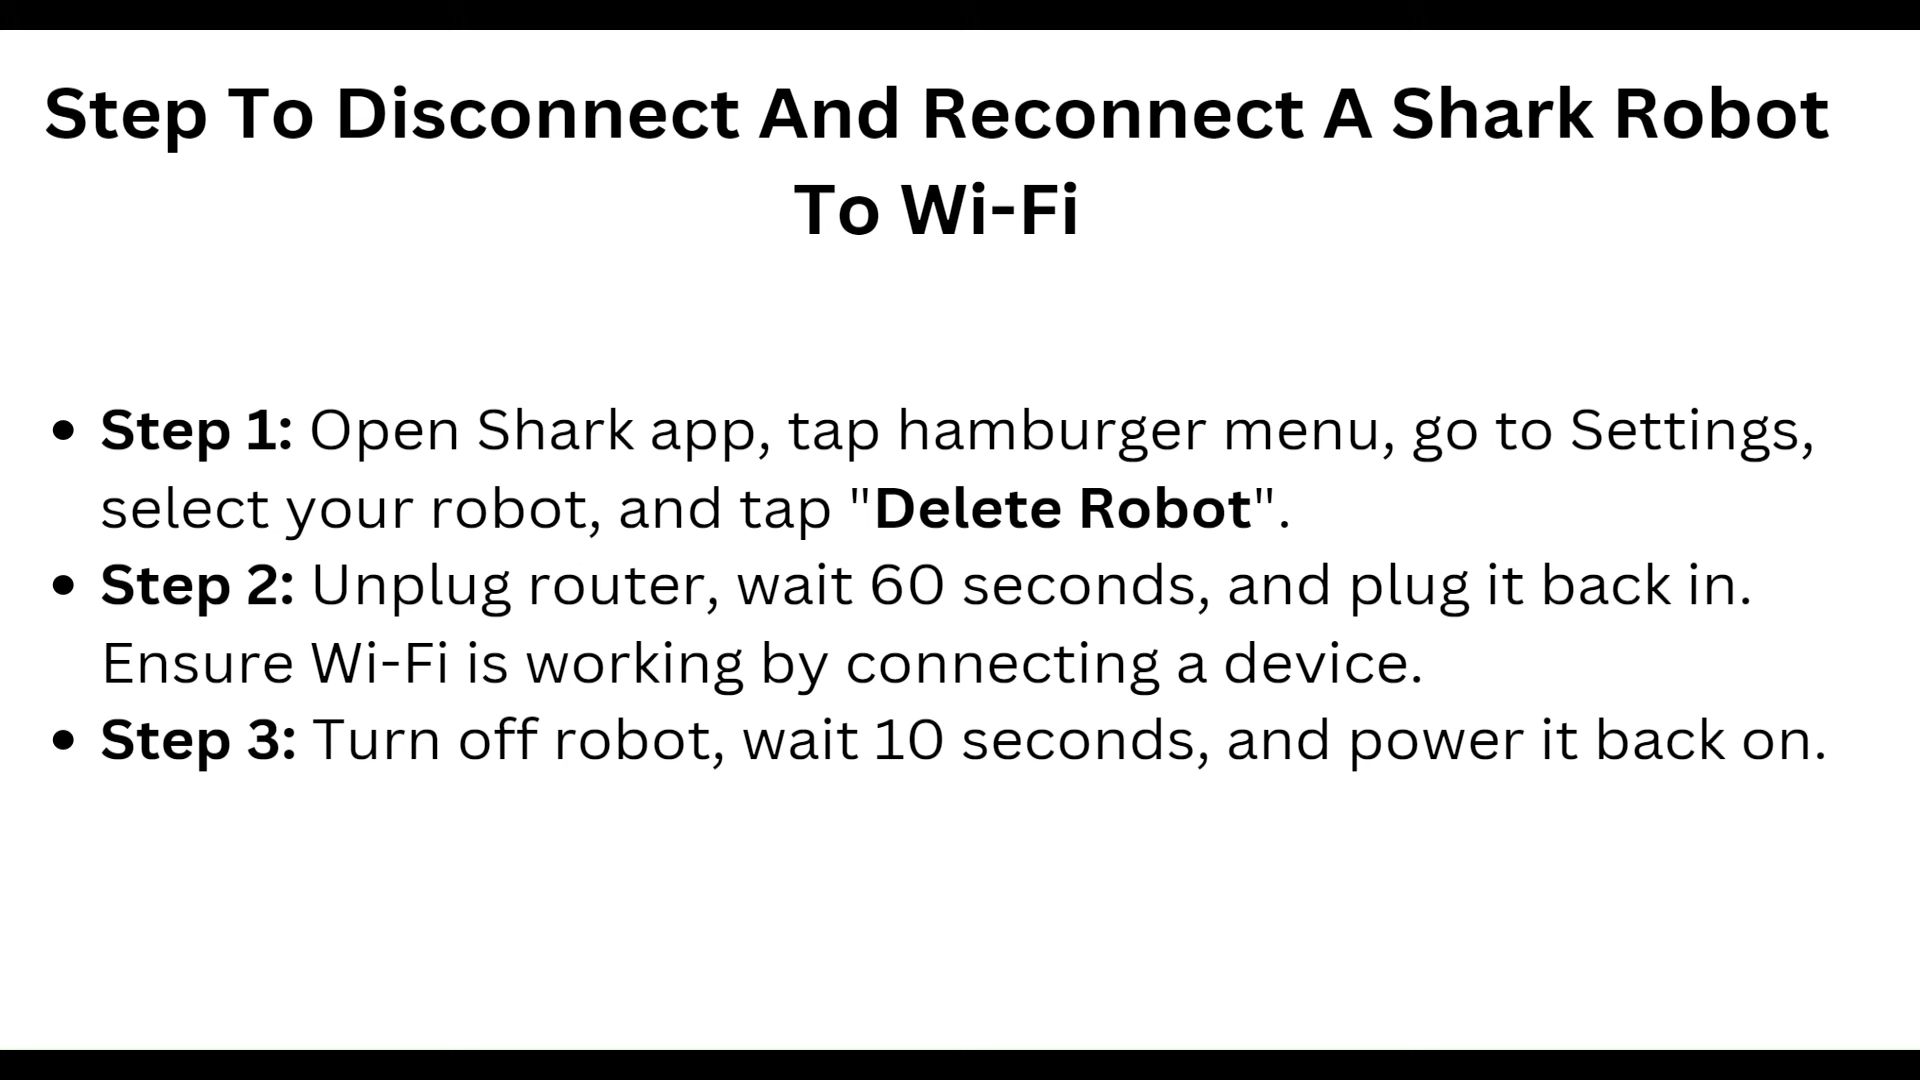 Step To Disconnect And Reconnect A Shark Robot
To Wi-Fi
• Step 1: Open Shark app, tap hamburger menu, go to Settings,
select your robot, and tap "Delete Robot".
• Step 2: Unplug router, wait 60 seconds, and plug it back in.
Ensure Wi-Fi is working by connecting a device.
• Step 3: Turn off robot, wait 10 seconds, and power it back on.